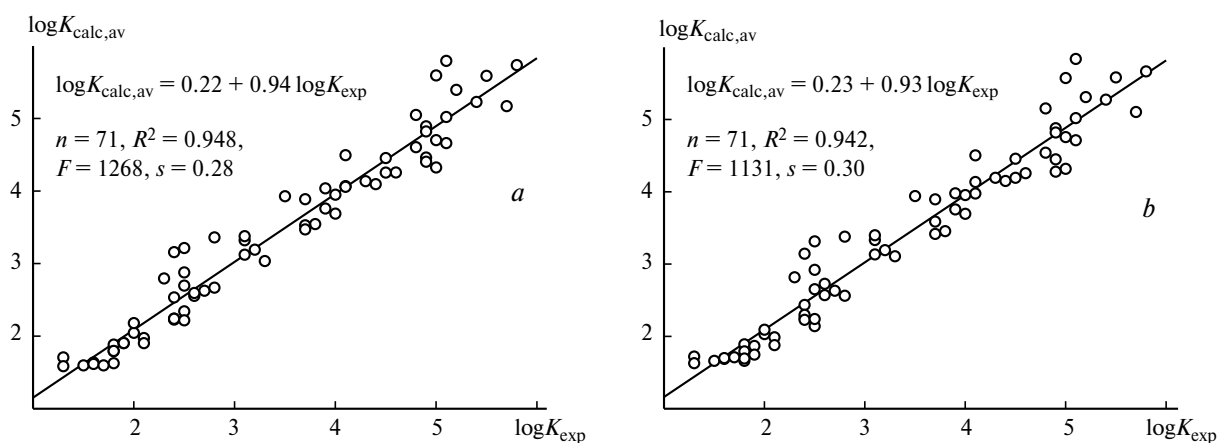 logK_calc,av
logK_calc,av = 0.22 + 0.94 logK_exp
n = 71, R² = 0.948,
F = 1268, s = 0.28
a
5
4
3
2
2 3 4 5 logK_exp
logK_calc,av
logK_calc,av = 0.23 + 0.93 logK_exp
n = 71, R² = 0.942,
F = 1131, s = 0.30
b
5
4
3
2
2 3 4 5 logK_exp